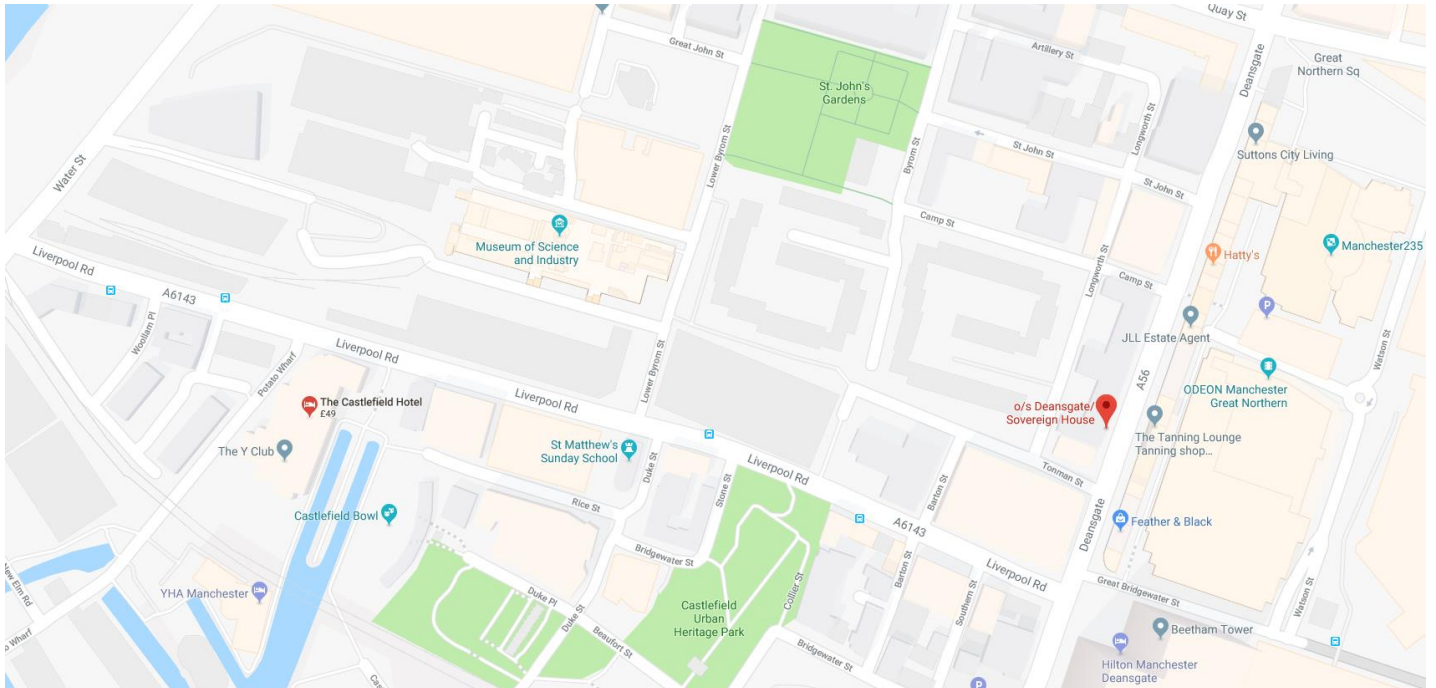 Quay St
Great John St
Artillery St
Deansgate
Great
Northern Sq
St. John's
Gardens
Longworth St
Suttons City Living
Water St
Lower Byrom St
Byrom St
St John St
St John St
Camp St
Museum of Science
and Industry
Manchester235
Hatty's
Longworth St
Camp St
Liverpool Rd
A6143
P
Woollam Pl
JLL Estate Agent
Watson St
Liverpool Rd
Lower Byrom St
A56
Potato Wharf
ODEON Manchester
Great Northern
The Castlefield Hotel
£49
Liverpool Rd
o/s Deansgate/
Sovereign House
The Tanning Lounge
Tanning shop...
St Matthew's
Sunday School
The Y Club
Duke St
Liverpool Rd
Tonman St
Stone St
Barton St
Rice St
Castlefield Bowl
A6143
Deansgate
Feather & Black
Bridgewater St
Barton St
Liverpool Rd
Great Bridgewater St
New Elm Rd
YHA Manchester
Duke Pl
Collier St
Southern St
Watson St
Castlefield
Urban
Heritage Park
Duke St
Beaufort St
Beetham Tower
Bridgewater St
Wharf
Hilton Manchester
Deansgate
P